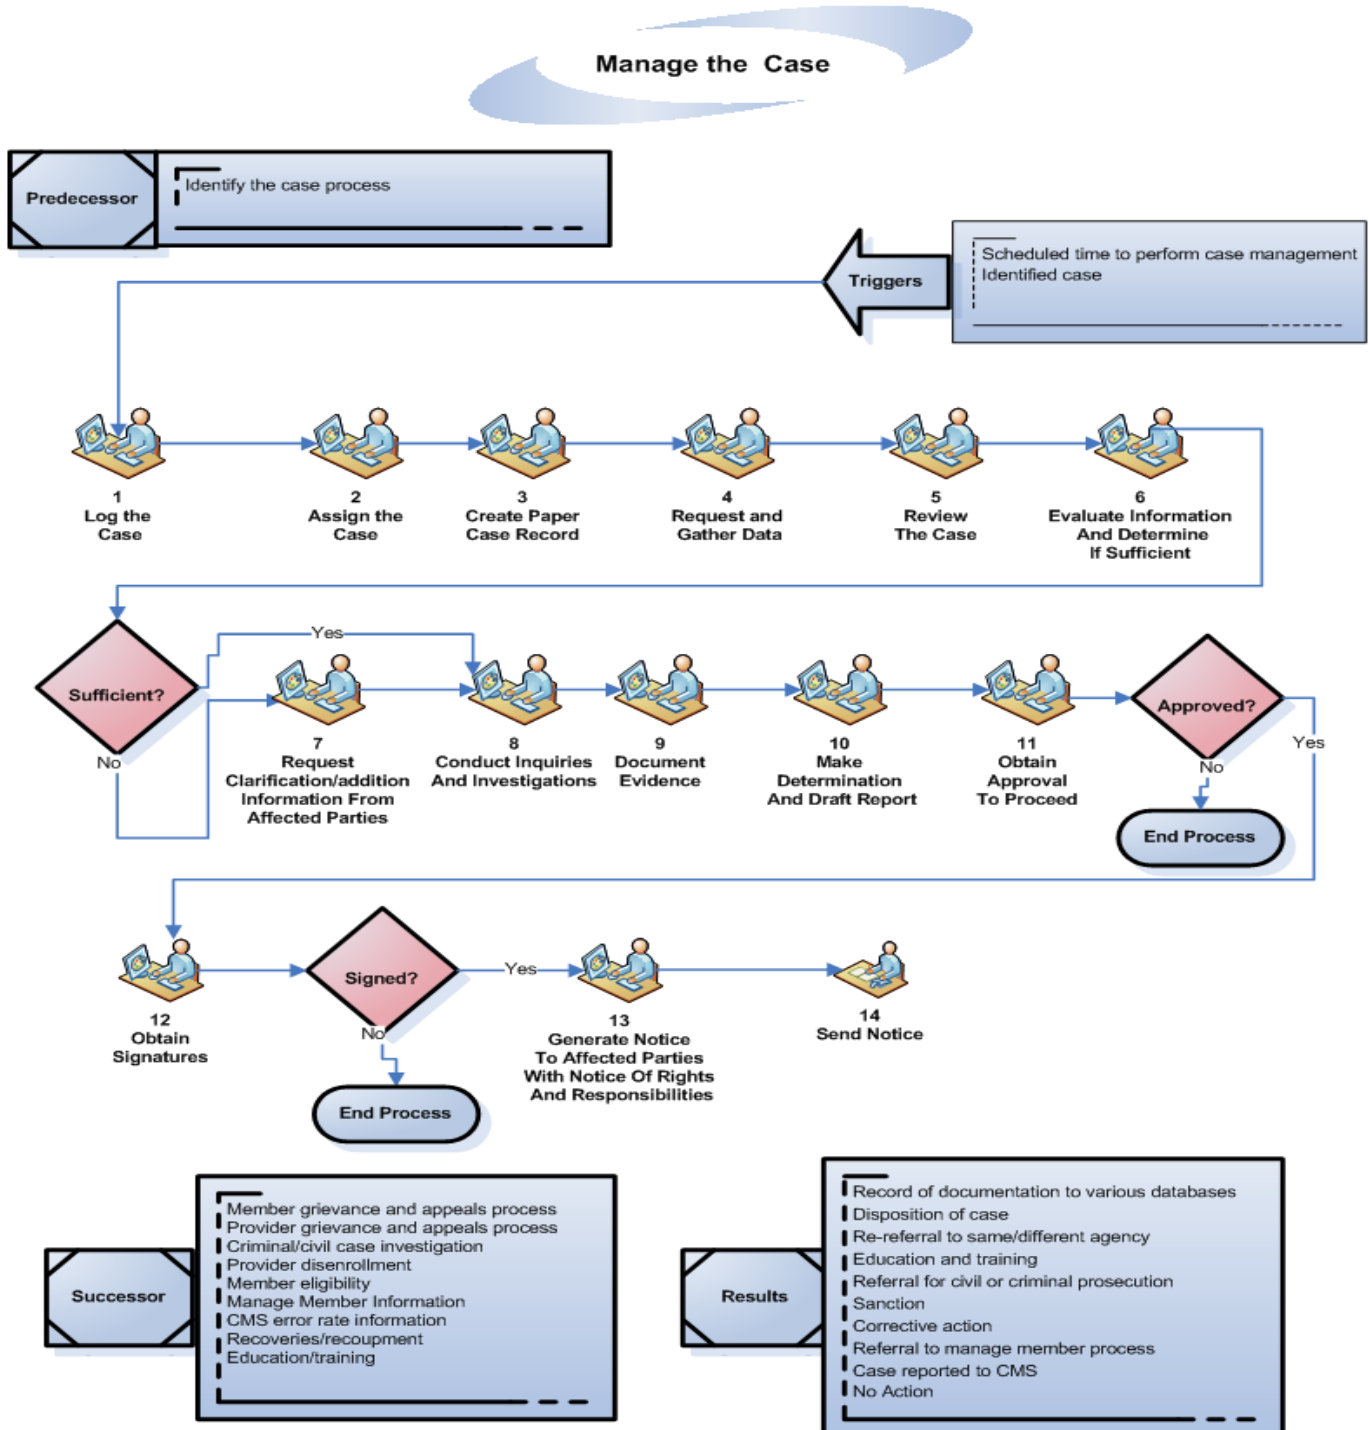 Manage the  Case
Predecessor
Identify the case process
Triggers
Scheduled time to perform case management
Identified case
1
Log the
Case
2
Assign the
Case
3
Create Paper
Case Record
4
Request and
Gather Data
5
Review
The Case
6
Evaluate Information
And Determine
If Sufficient
Sufficient?
Yes
No
7
Request
Clarification/addition
Information From
Affected Parties
8
Conduct Inquiries
And Investigations
9
Document
Evidence
10
Make
Determination
And Draft Report
11
Obtain
Approval
To Proceed
Approved?
Yes
No
End Process
12
Obtain
Signatures
Signed?
Yes
No
End Process
13
Generate Notice
To Affected Parties
With Notice Of Rights
And Responsibilities
14
Send Notice
Successor
Member grievance and appeals process
Provider grievance and appeals process
Criminal/civil case investigation
Provider disenrollment
Member eligibility
Manage Member Information
CMS error rate information
Recoveries/recoupment
Education/training
Results
Record of documentation to various databases
Disposition of case
Re-referral to same/different agency
Education and training
Referral for civil or criminal prosecution
Sanction
Corrective action
Referral to manage member process
Case reported to CMS
No Action